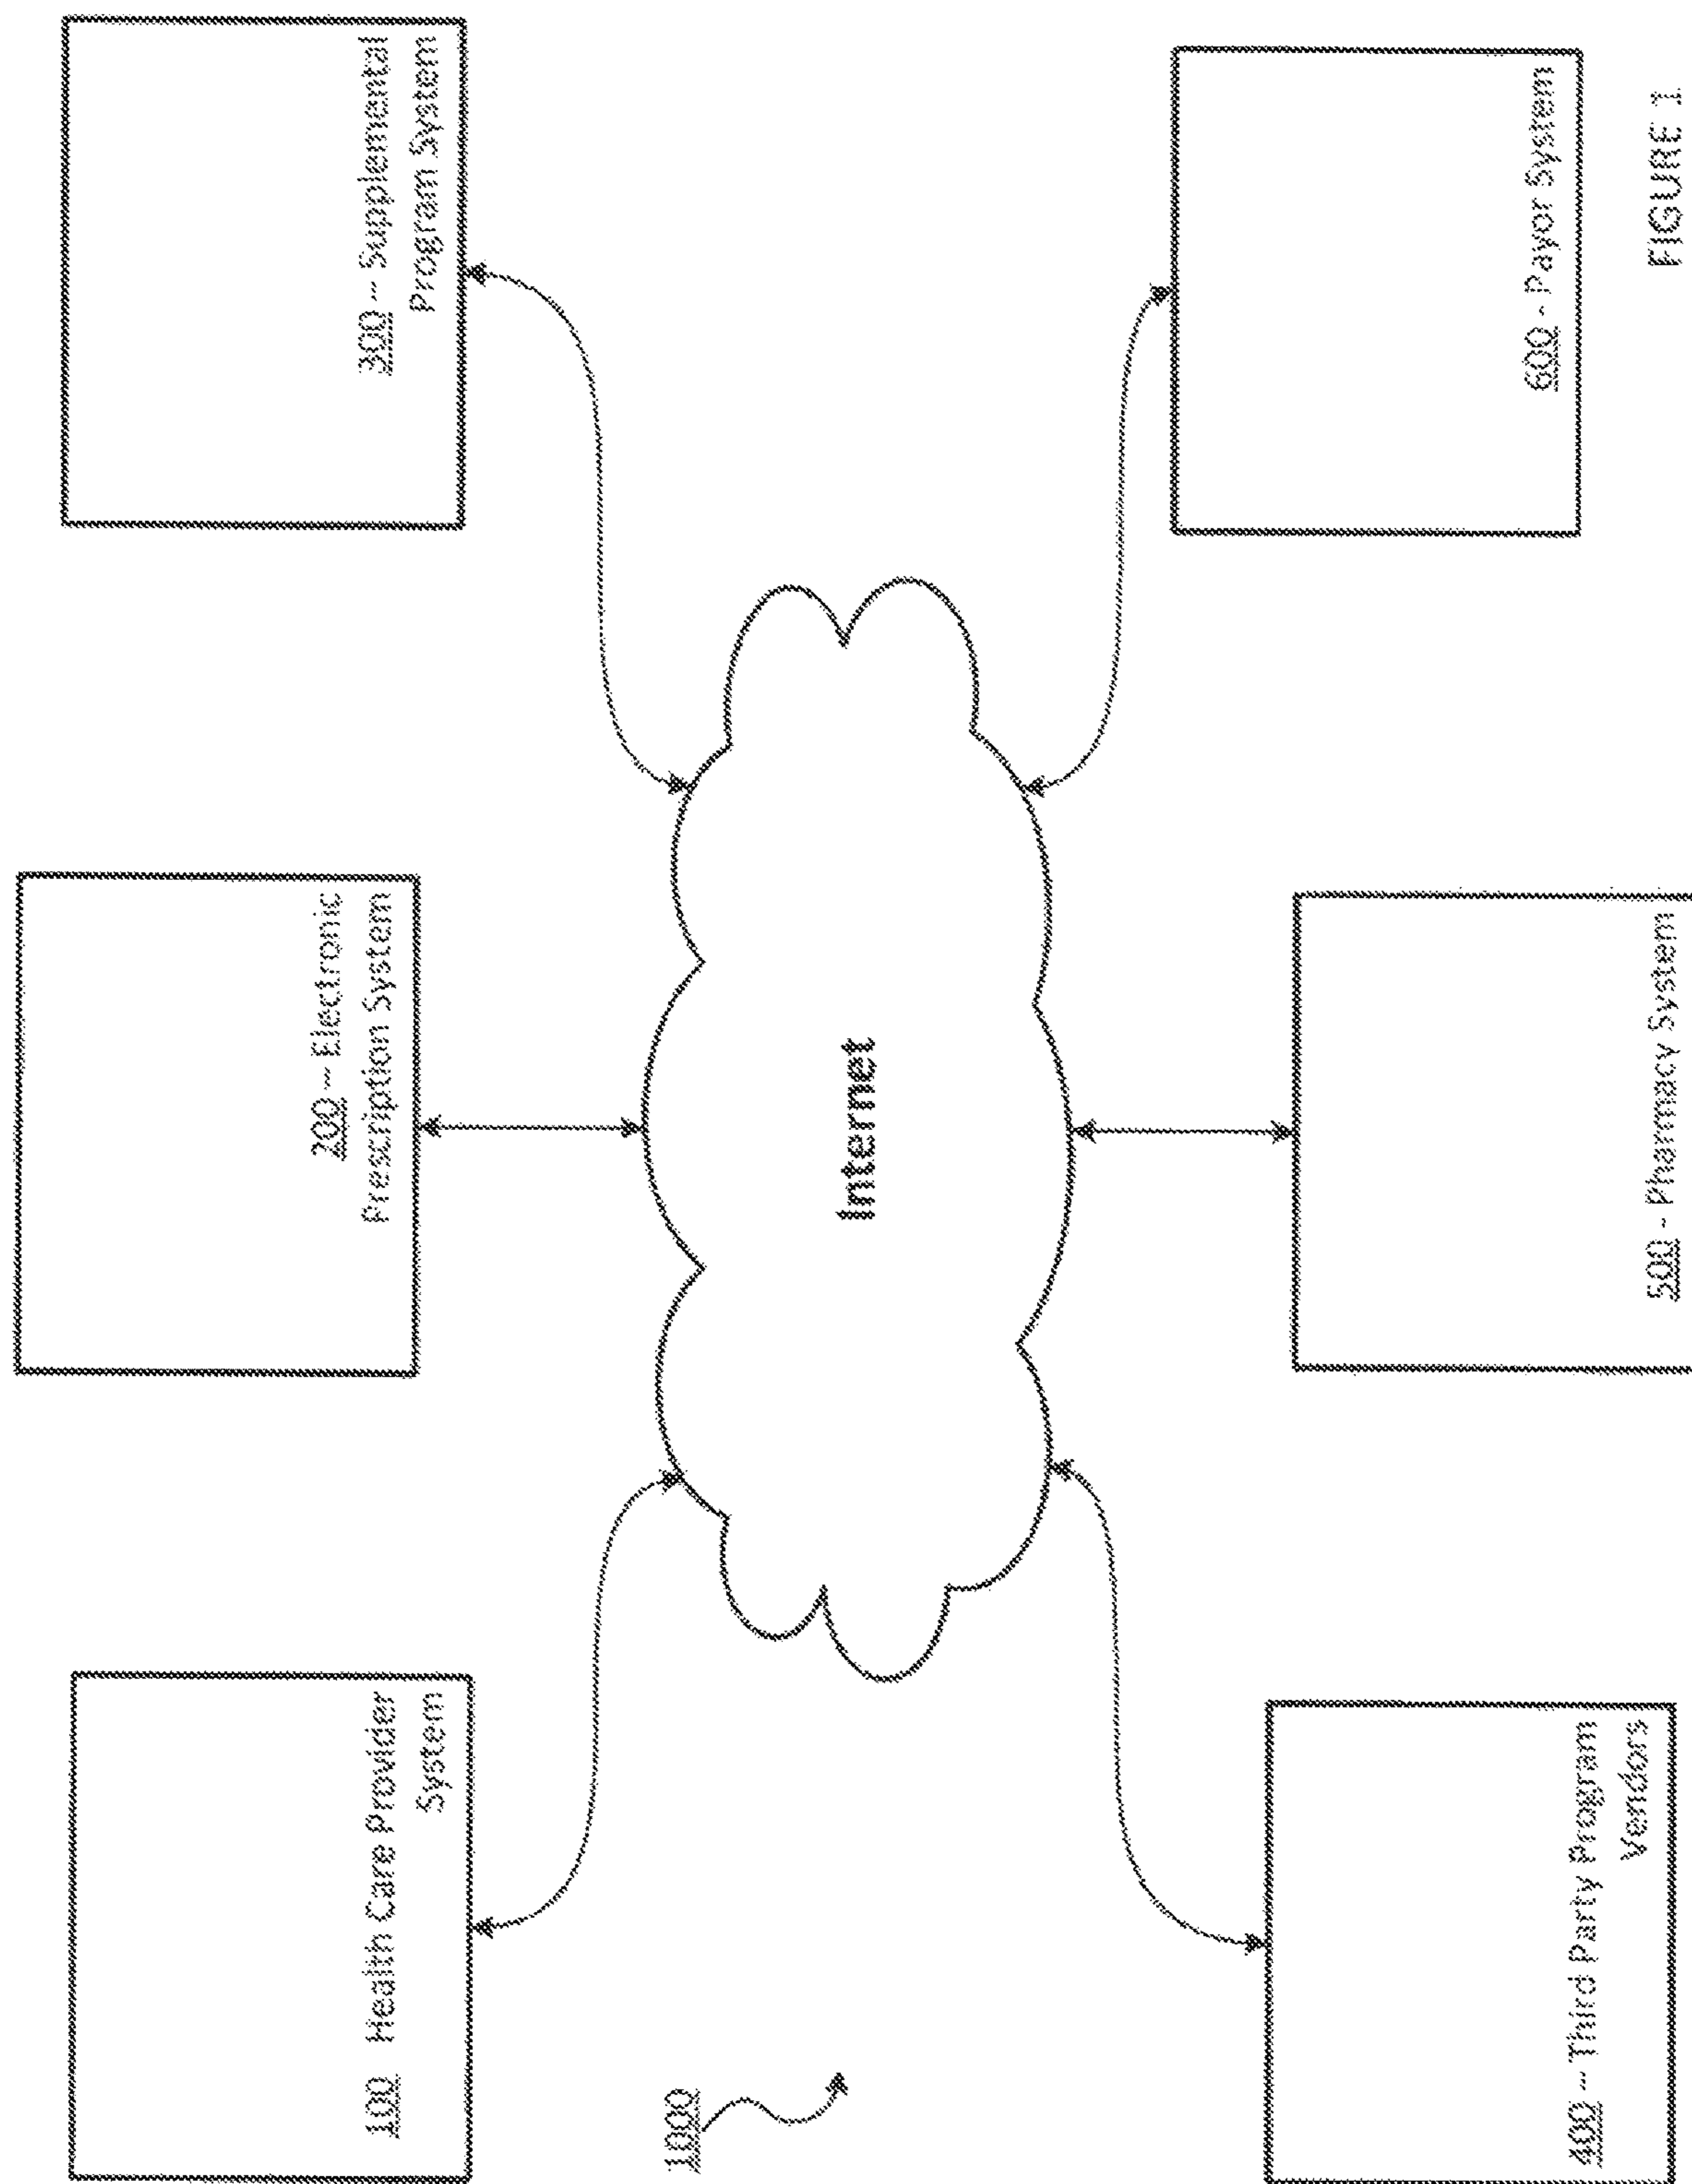 100 Health Care Provider
System
200 -- Electronic
Prescription System
300 -- Supplemental
Program System
1000
Internet
400 -- Third Party Program
Vendors
500 - Pharmacy System
600 - Payor System
FIGURE 1